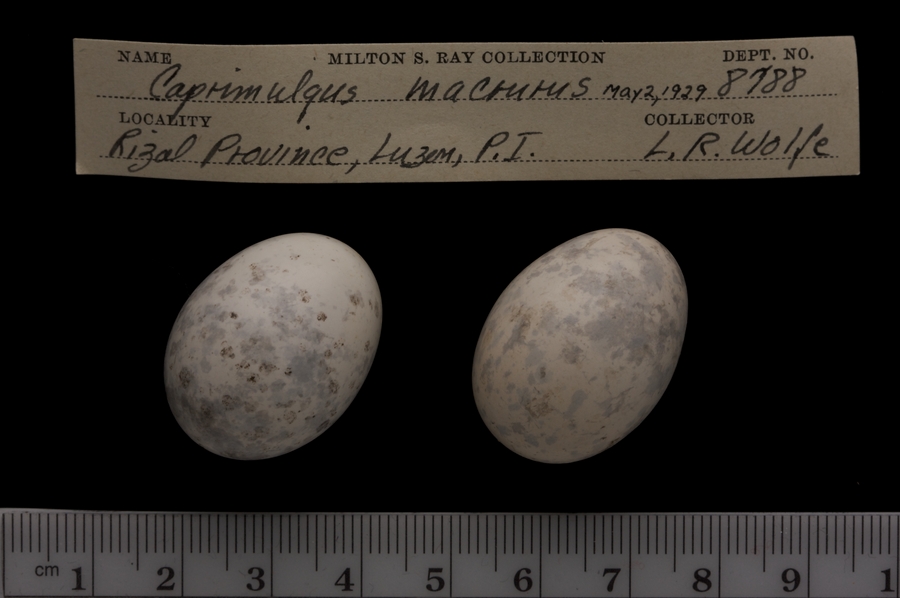 NAME MILTON S. RAY COLLECTION DEPT. NO.
Caprimulgus macrurus May 2, 1929 8788
LOCALITY COLLECTOR
Rizal Province, Luzon, P.I. L. R. Wolfe
cm 1 2 3 4 5 6 7 8 9 1